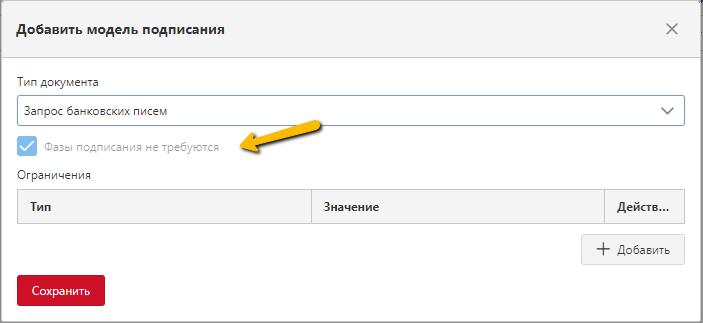 Добавить модель подписания
Тип документа
Запрос банковских писем
Фазы подписания не требуются
Ограничения
Тип Значение Действ...
Добавить
Сохранить